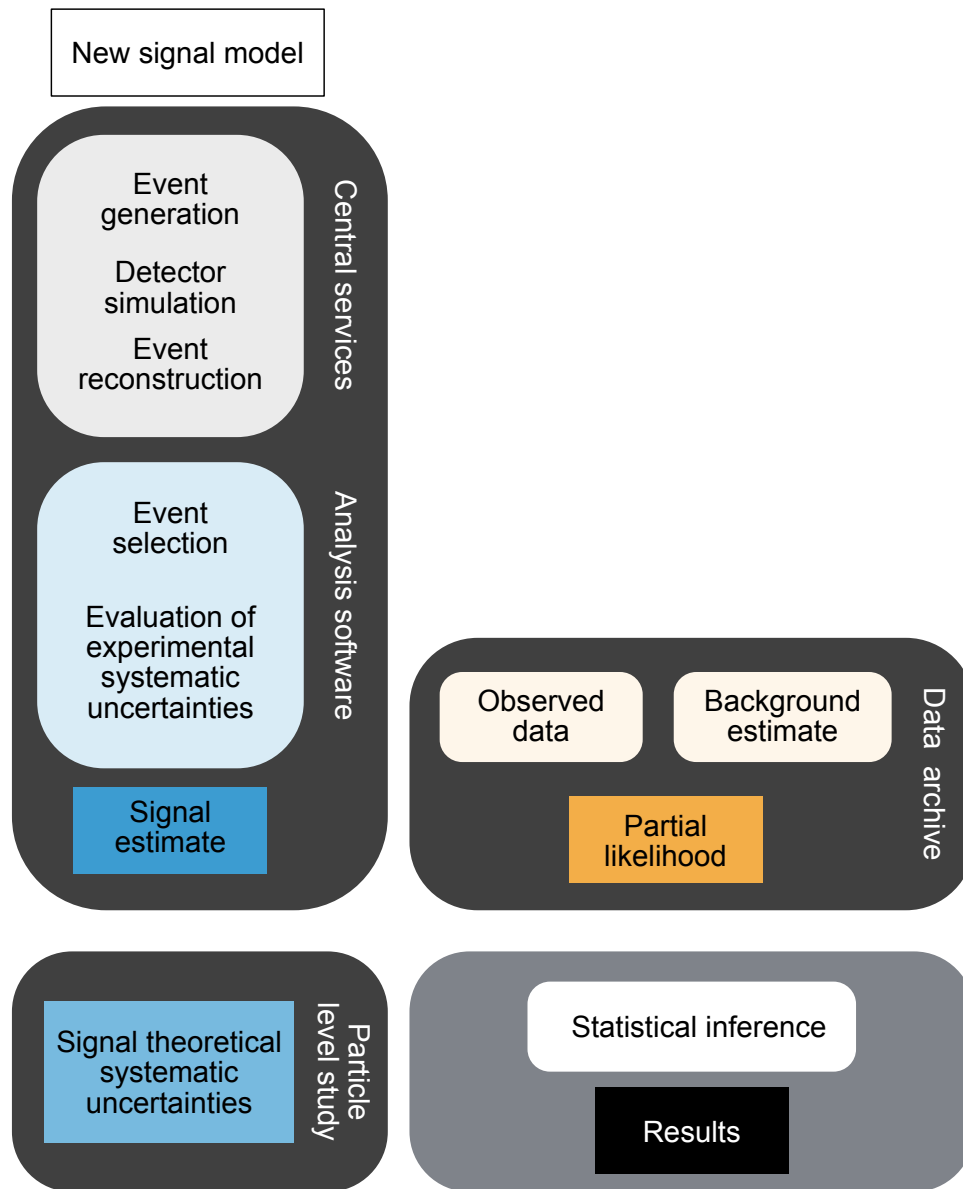 New signal model
Event
generation
Detector
simulation
Event
reconstruction
Central services
Event
selection
Evaluation of
experimental
systematic
uncertainties
Analysis software
Signal
estimate
Observed
data
Background
estimate
Partial
likelihood
Data archive
Signal theoretical
systematic
uncertainties
Particle
level study
Statistical inference
Results